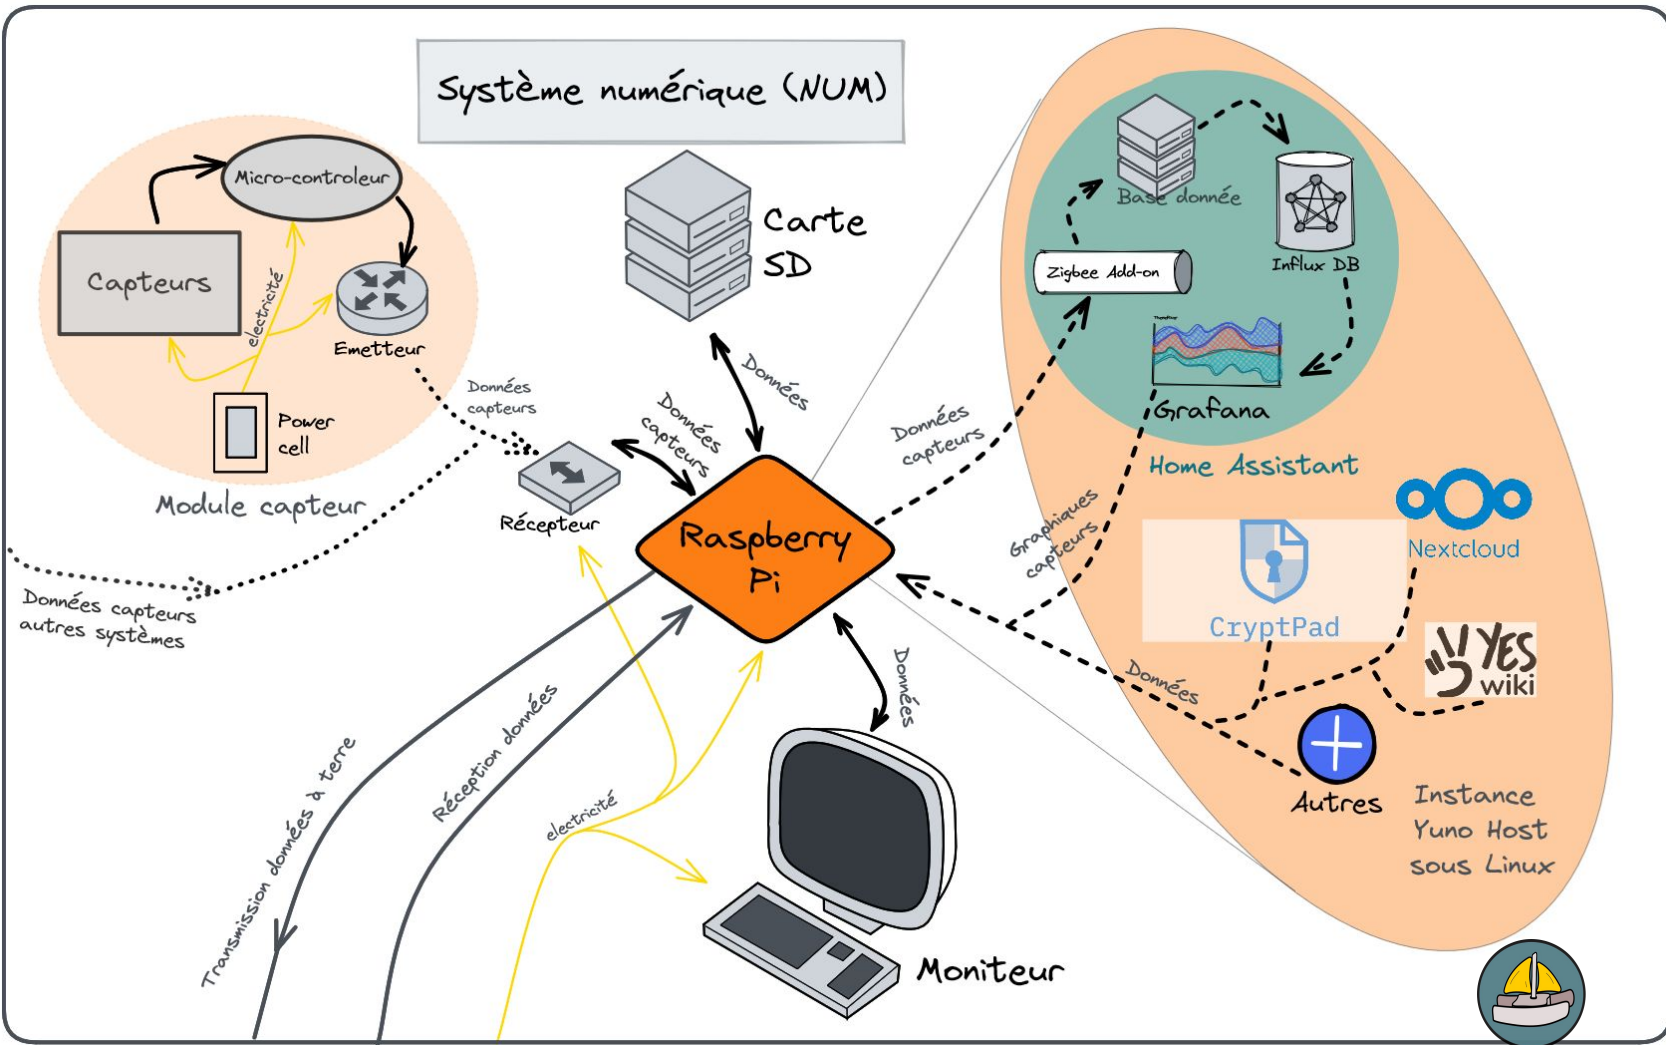 Système numérique (NUM)
Micro-controleur
Capteurs
electricité
Emetteur
Power
cell
Module capteur
Données
capteurs
Données capteurs
autres systèmes
Récepteur
Données
capteurs
Carte
SD
Données
Raspberry
Pi
Transmission données à terre
Réception données
electricité
Données
Moniteur
Données
capteurs
Base donnée
Influx DB
Zigbee Add-on
Grafana
Home Assistant
Graphiques
capteurs
Nextcloud
CryptPad
YES
wiki
Données
Autres
Instance
Yuno Host
sous Linux